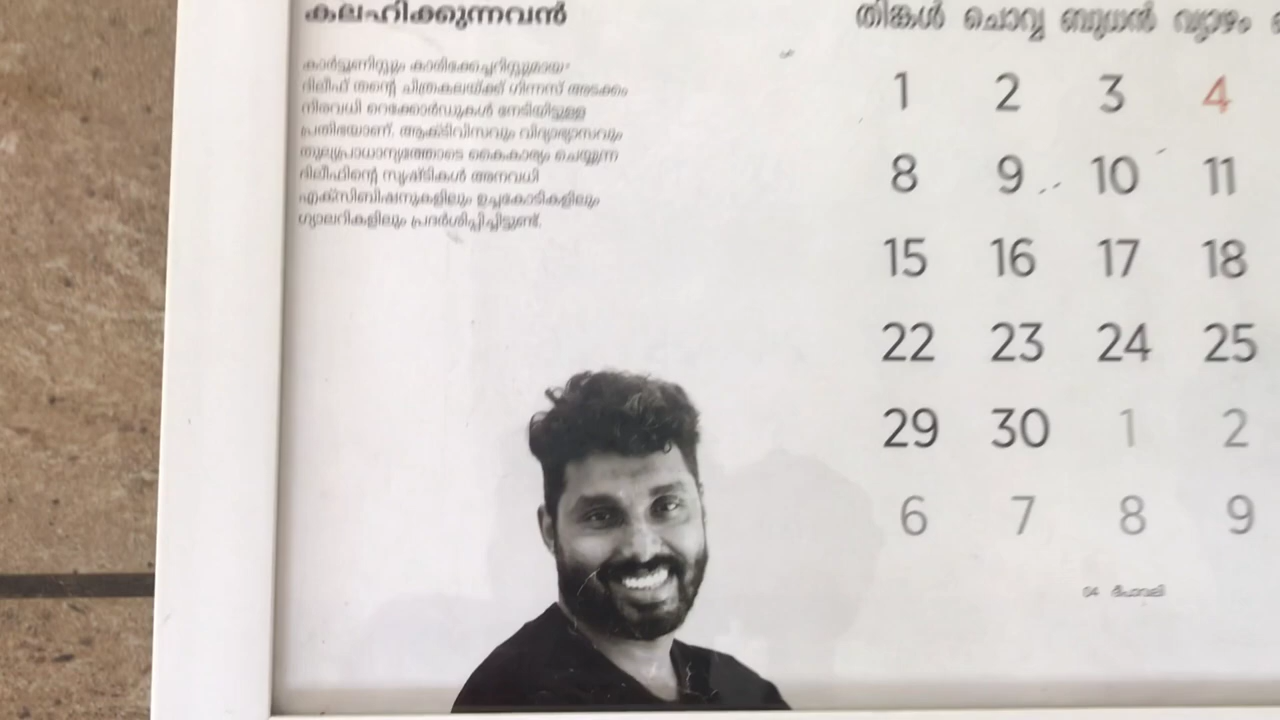 കലഹിക്കുന്നവൻ
കാർട്ടൂണിസ്റ്റും കാരിക്കേച്ചറിസ്റ്റുമായ
ദിലീഫ് തന്റെ ചിത്രകലയ്ക്ക് ഗിന്നസ് അടക്കം
നിരവധി റെക്കോർഡുകൾ നേടിയിട്ടുള്ള
പ്രതിഭയാണ്. ആക്ടിവിസവും വിദ്യാഭ്യാസവും
തുല്യപ്രാധാന്യത്തോടെ കൈകാര്യം ചെയ്യുന്ന
ദിലീഫിന്റെ സൃഷ്ടികൾ അനവധി
എക്സിബിഷനുകളിലും ഉച്ചകോടികളിലും
ഗ്യാലറികളിലും പ്രദർശിപ്പിച്ചിട്ടുണ്ട്.
തിങ്കൾ ചൊവ്വ ബുധൻ വ്യാഴം
1 2 3 4
8 9 10 11
15 16 17 18
22 23 24 25
29 30 1 2
6 7 8 9
04 ദീപാവലി